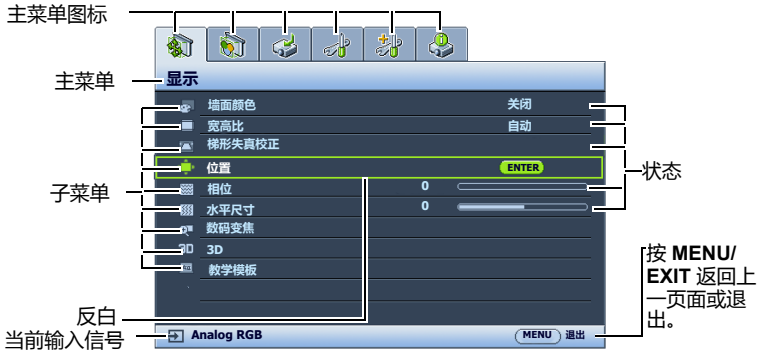 主菜单图标
主菜单
显示
墙面颜色 关闭
宽高比 自动
梯形失真校正
位置 ENTER
状态
子菜单
相位 0
水平尺寸 0
数码变焦
3D 3D
教学模板
按 MENU/
EXIT 返回上
一页面或退
出。
反白
当前输入信号
Analog RGB
MENU 退出